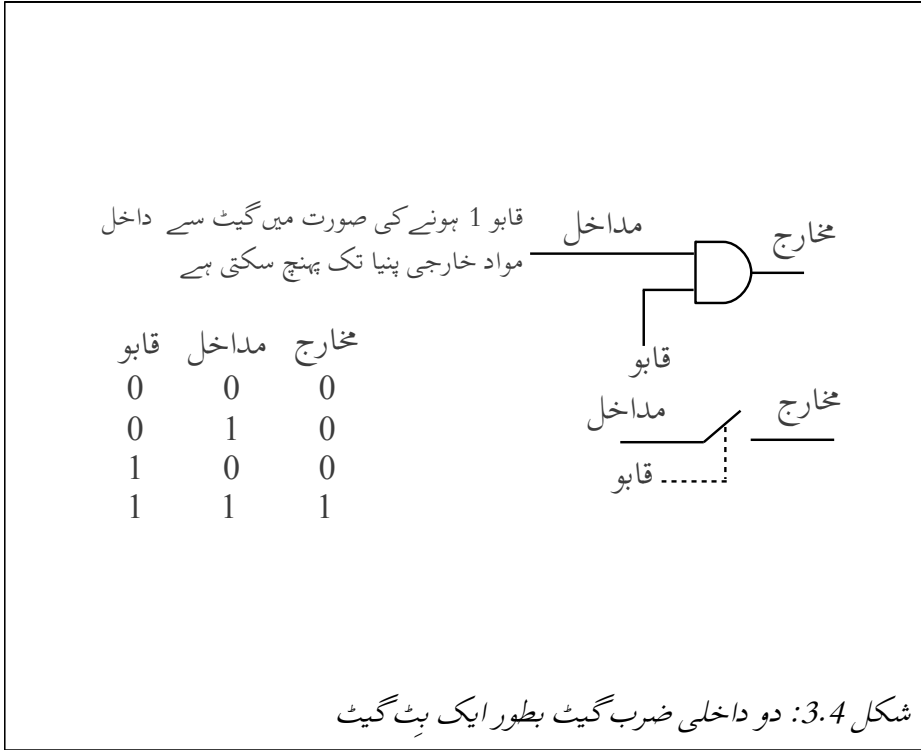 قابو 1 ہونے کی صورت میں گیٹ سے داخل
مواد خارجی پنیا تک پہنچ سکتی ہے
مداخل
مخارج
قابو
مخارج مداخل قابو
0 0 0
0 1 0
1 0 0
1 1 1
مداخل
مخارج
قابو
شکل 3.4: دو داخلی ضرب گیٹ بطور ایک بِٹ گیٹ